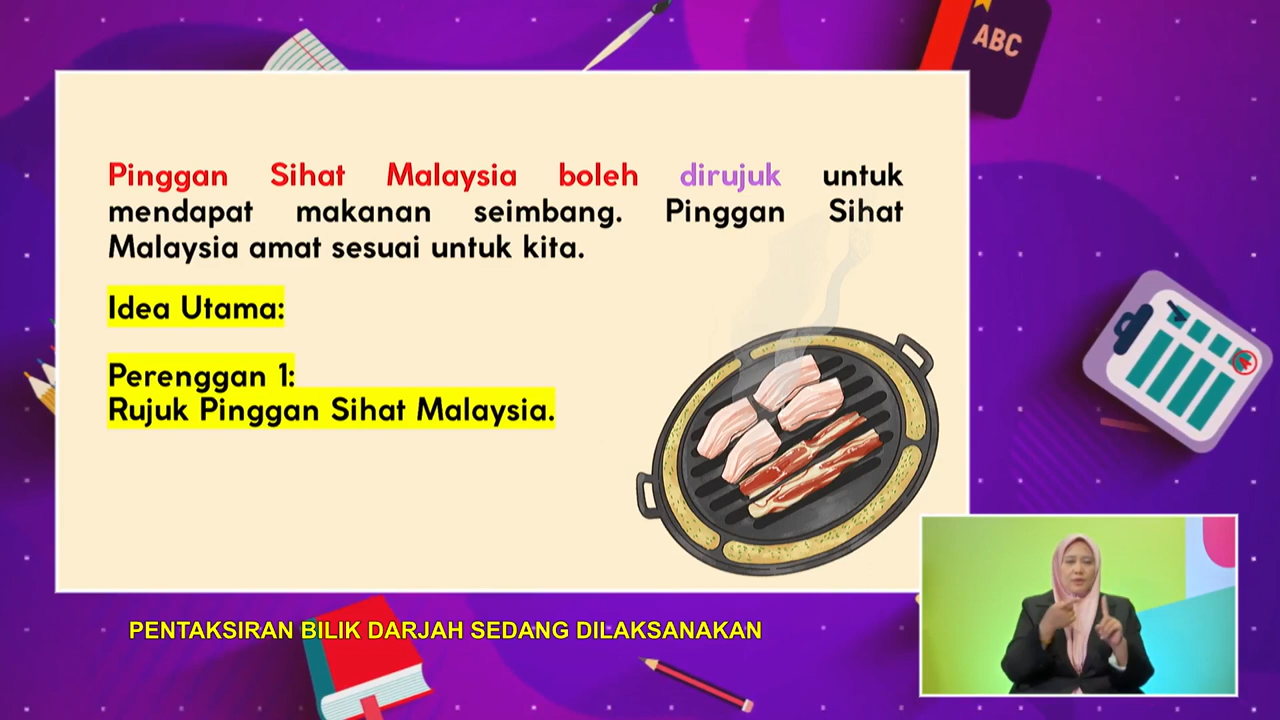 ABC
Pinggan Sihat Malaysia boleh dirujuk untuk
mendapat makanan seimbang. Pinggan Sihat
Malaysia amat sesuai untuk kita.
Idea Utama:
Perenggan 1:
Rujuk Pinggan Sihat Malaysia.
PENTAKSIRAN BILIK DARJAH SEDANG DILAKSANAKAN